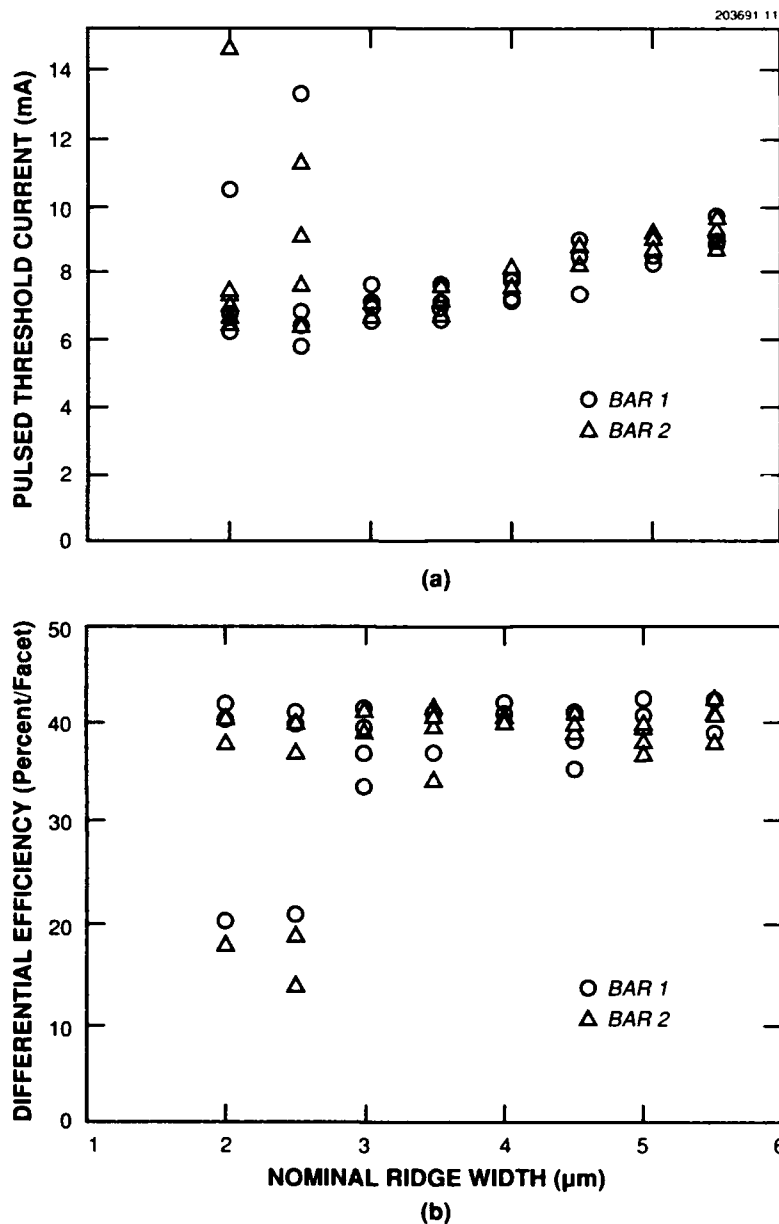 203691 11
PULSED THRESHOLD CURRENT (mA)
14
12
10
8
6
4
2
0
BAR 1
BAR 2
(a)
DIFFERENTIAL EFFICIENCY (Percent/Facet)
50
40
30
20
10
0
BAR 1
BAR 2
1 2 3 4 5 6
NOMINAL RIDGE WIDTH (µm)
(b)